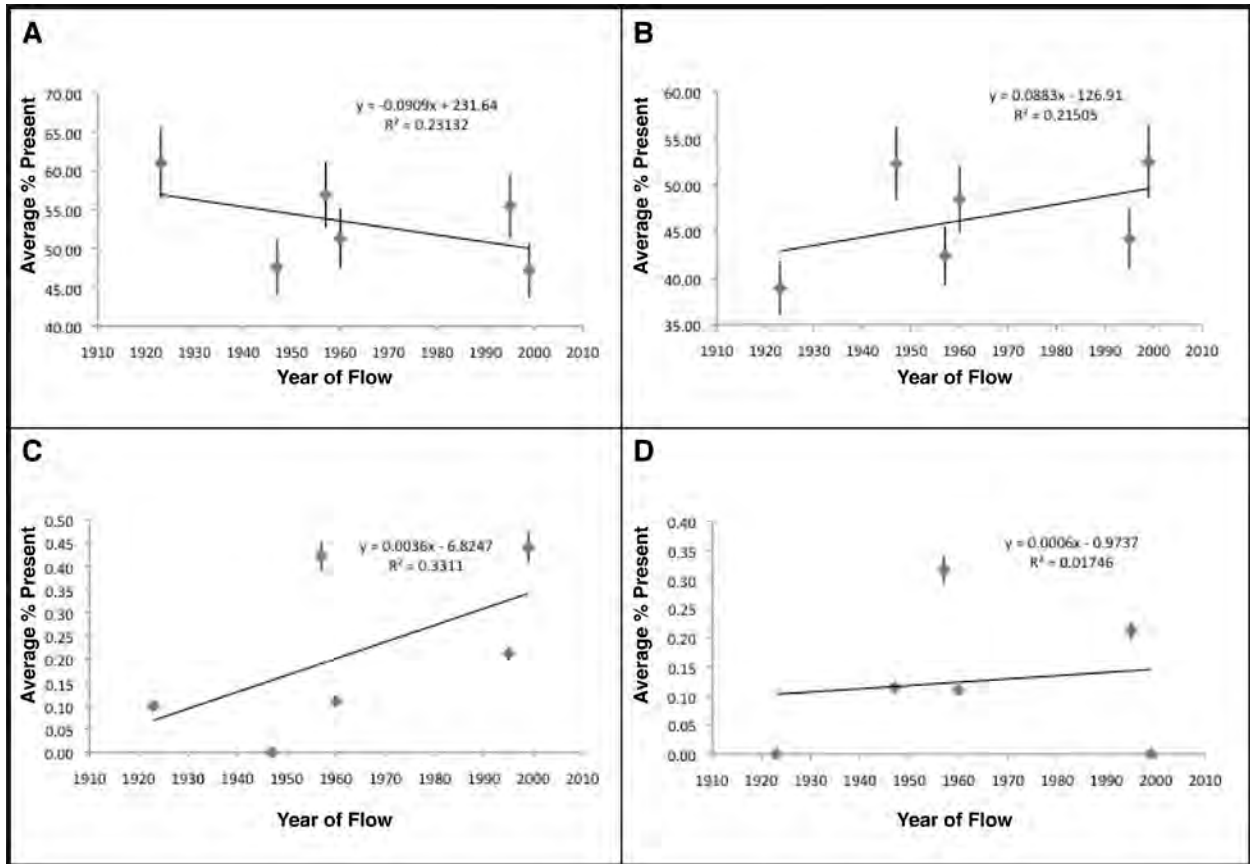 A
y = -0.0909x + 231.64
R² = 0.23132
Average % Present
70.00
65.00
60.00
55.00
50.00
45.00
40.00
1910 1920 1930 1940 1950 1960 1970 1980 1990 2000 2010
Year of Flow
B
y = 0.0883x - 126.91
R² = 0.21505
Average % Present
60.00
55.00
50.00
45.00
40.00
35.00
1910 1920 1930 1940 1950 1960 1970 1980 1990 2000 2010
Year of Flow
C
y = 0.0036x - 6.8247
R² = 0.3311
Average % Present
0.50
0.45
0.40
0.35
0.30
0.25
0.20
0.15
0.10
0.05
0.00
1910 1920 1930 1940 1950 1960 1970 1980 1990 2000 2010
Year of Flow
D
y = 0.0006x - 0.9737
R² = 0.01746
Average % Present
0.40
0.35
0.30
0.25
0.20
0.15
0.10
0.05
0.00
1910 1920 1930 1940 1950 1960 1970 1980 1990 2000 2010
Year of Flow